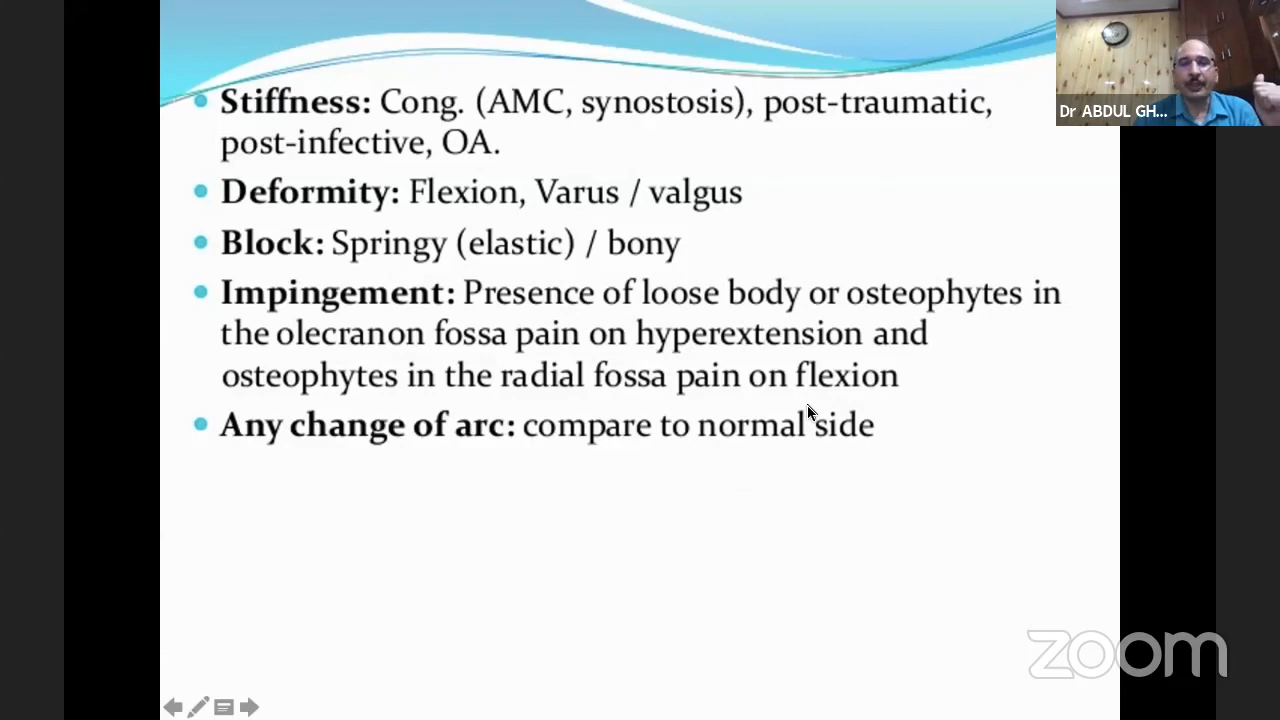 Stiffness: Cong. (AMC, synostosis), post-traumatic,
post-infective, OA.
Deformity: Flexion, Varus / valgus
Block: Springy (elastic) / bony
Impingement: Presence of loose body or osteophytes in
the olecranon fossa pain on hyperextension and
osteophytes in the radial fossa pain on flexion
Any change of arc: compare to normal side
Dr ABDUL GH...
zoom